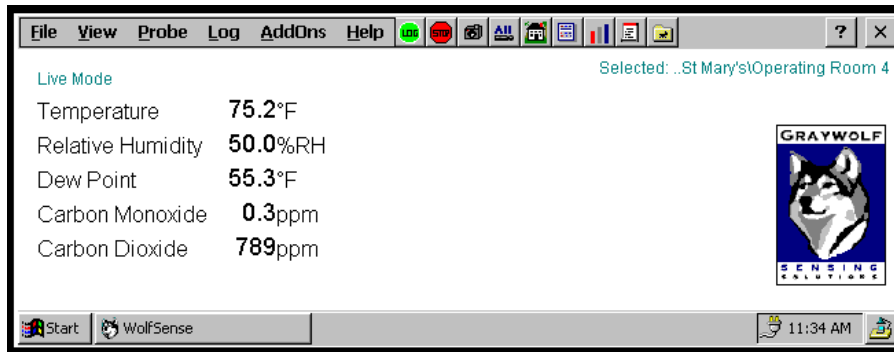 File View Probe Log AddOns Help LOG STOP All ? ×
Live Mode
Selected: ..St Mary's\Operating Room 4
Temperature 75.2°F
Relative Humidity 50.0%RH
Dew Point 55.3°F
Carbon Monoxide 0.3ppm
Carbon Dioxide 789ppm
GRAYWOLF
SENSING
SOLUTIONS
Start WolfSense 11:34 AM